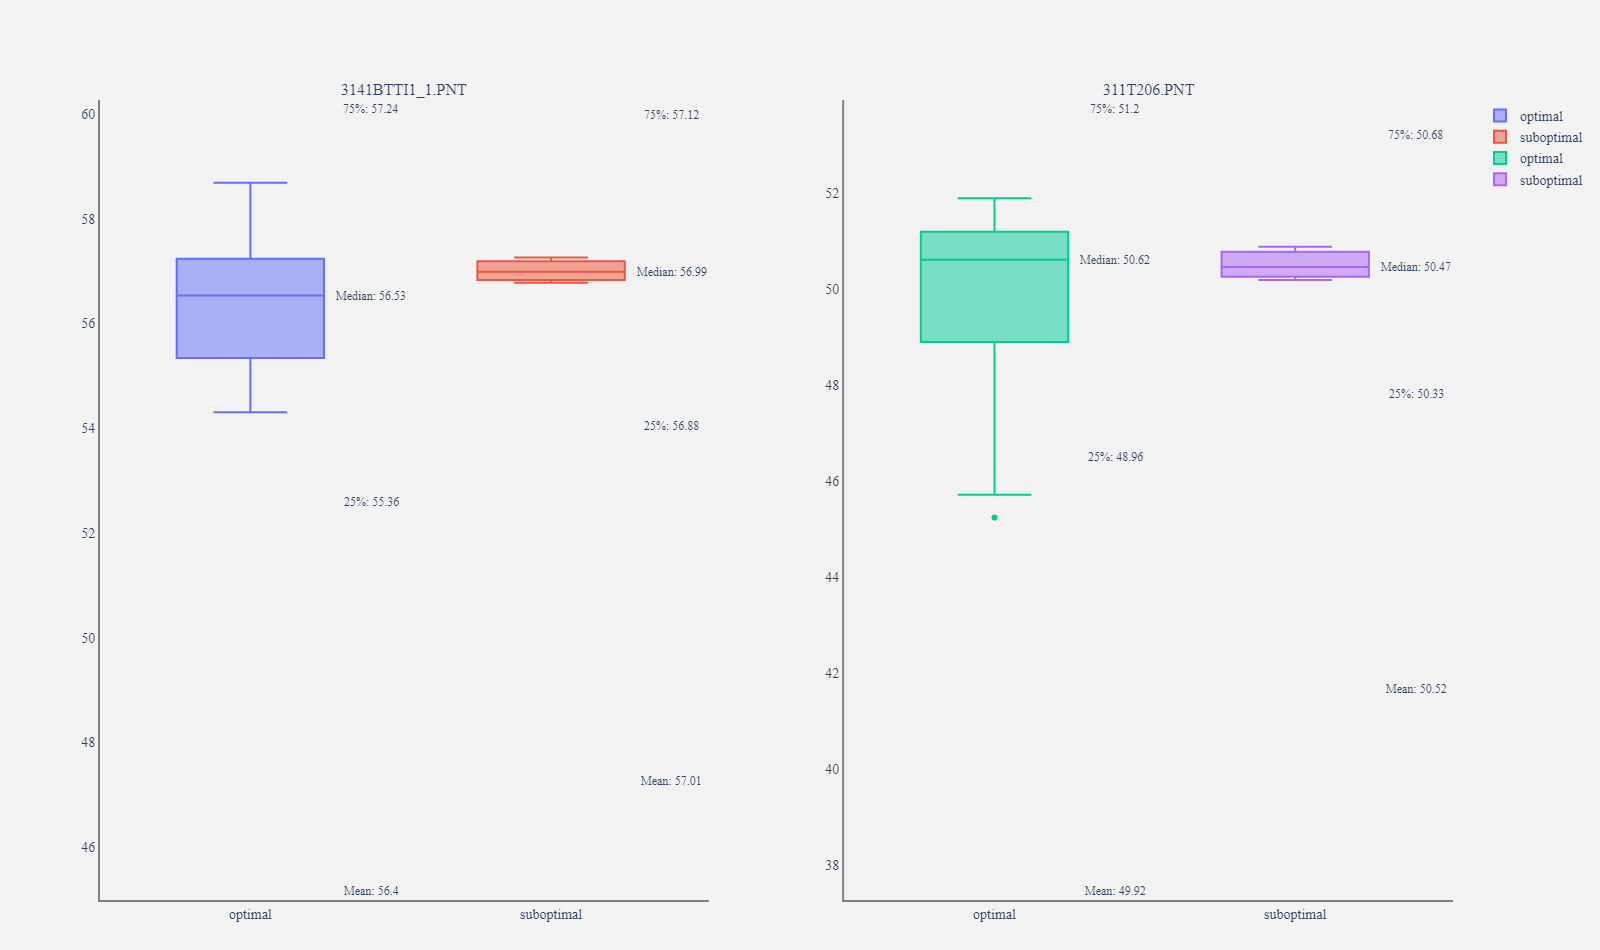 3141BTTI1_1.PNT
60
58
56
54
52
50
48
46
75%: 57.24
75%: 57.12
Median: 56.99
Median: 56.53
25%: 56.88
25%: 55.36
Mean: 57.01
Mean: 56.4
optimal
suboptimal
311T206.PNT
52
50
48
46
44
42
40
38
75%: 51.2
75%: 50.68
Median: 50.62
Median: 50.47
25%: 50.33
25%: 48.96
Mean: 50.52
Mean: 49.92
optimal
suboptimal
optimal
suboptimal
optimal
suboptimal